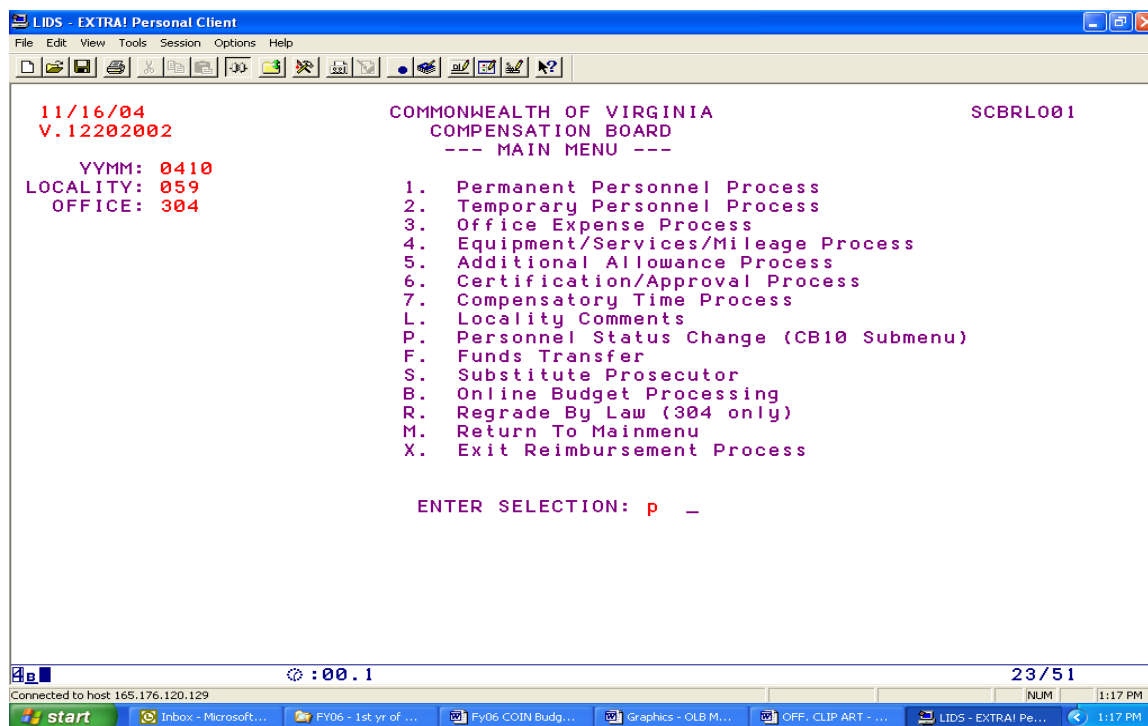 LIDS - EXTRA! Personal Client
File Edit View Tools Session Options Help
11/16/04 COMMONWEALTH OF VIRGINIA SCBRLO01
V.12202002 COMPENSATION BOARD
--- MAIN MENU ---
YYMM: 0410
LOCALITY: 059 1. Permanent Personnel Process
OFFICE: 304 2. Temporary Personnel Process
3. Office Expense Process
4. Equipment/Services/Mileage Process
5. Additional Allowance Process
6. Certification/Approval Process
7. Compensatory Time Process
L. Locality Comments
P. Personnel Status Change (CB10 Submenu)
F. Funds Transfer
S. Substitute Prosecutor
B. Online Budget Processing
R. Regrade By Law (304 only)
M. Return To Mainmenu
X. Exit Reimbursement Process
ENTER SELECTION: p _
4B :00.1 23/51
Connected to host 165.176.120.129 NUM 1:17 PM
start Inbox - Microsoft... FY06 - 1st yr of ... Fy06 COIN Budg... Graphics - OLB M... OFF. CLIP ART - ... LIDS - EXTRA! Pe... 1:17 PM